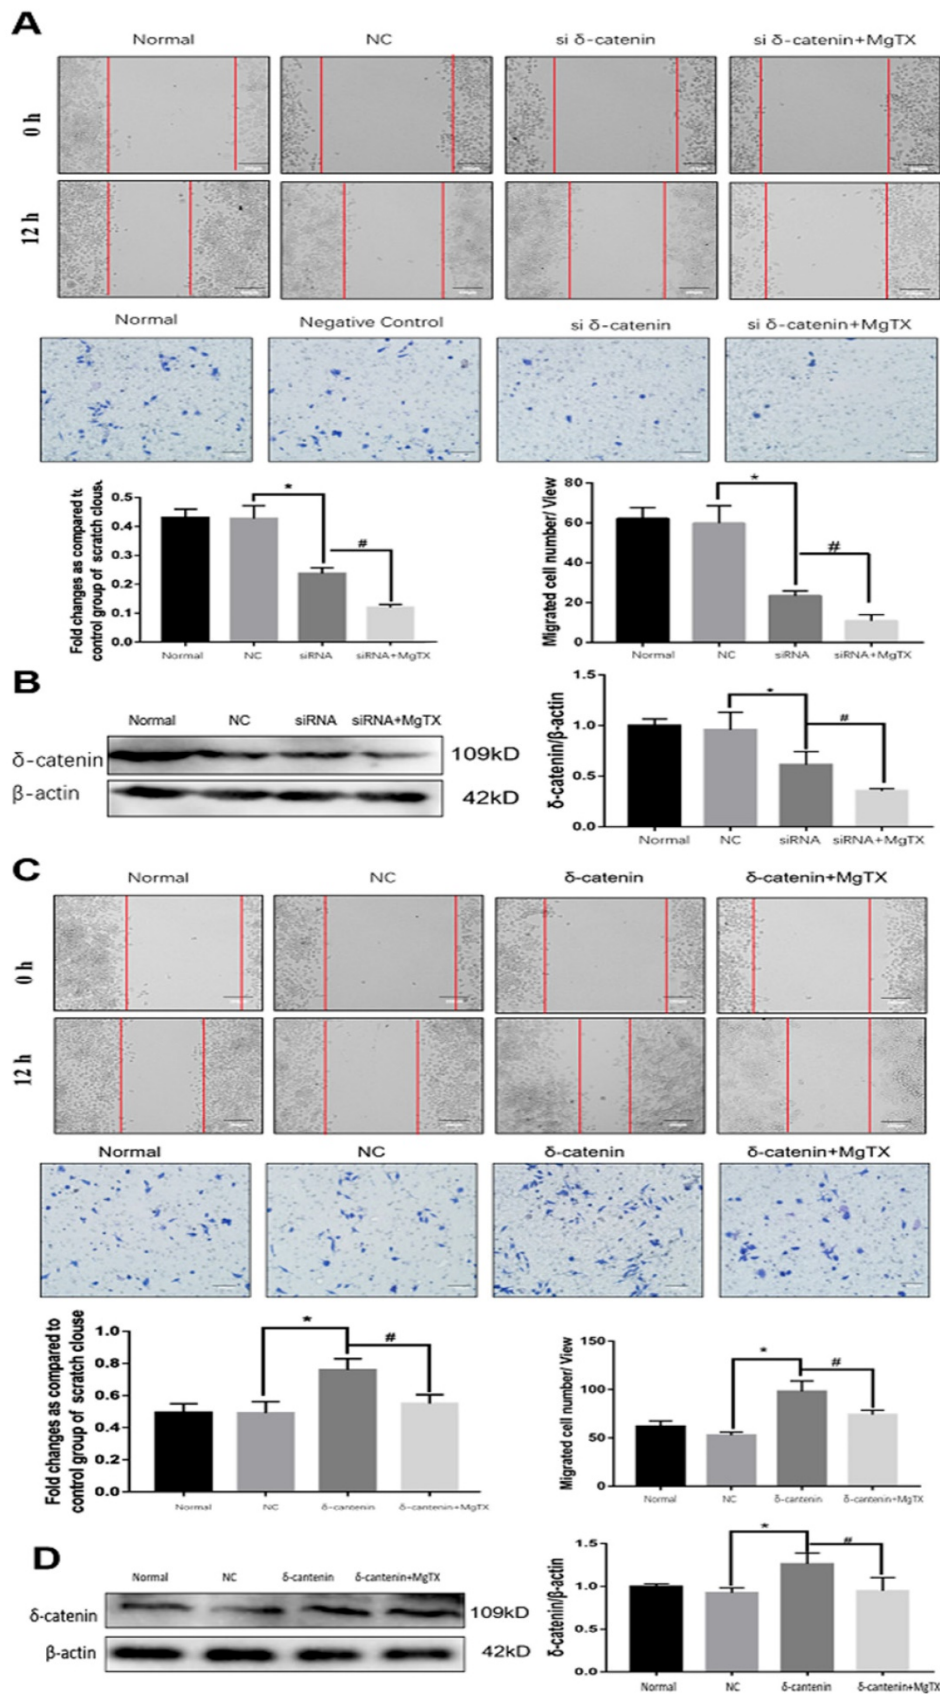 A
Normal NC si δ-catenin si δ-catenin+MgTX
0 h
12 h
Normal Negative Control si δ-catenin si δ-catenin+MgTX
Fold changes as compared to
control group of scratch clouse
0.5
0.4
0.3
0.2
0.1
0.0
* #
Normal NC siRNA siRNA+MgTX
Migrated cell number/ View
80
60
40
20
0
* #
Normal NC siRNA siRNA+MgTX
B
Normal NC siRNA siRNA+MgTX
δ-catenin 109kD
β-actin 42kD
δ-catenin/β-actin
1.5
1.0
0.5
0.0
* #
Normal NC siRNA siRNA+MgTX
C
Normal NC δ-catenin δ-catenin+MgTX
0 h
12 h
Normal NC δ-catenin δ-catenin+MgTX
Fold changes as compared to
control group of scratch clouse
1.0
0.8
0.6
0.4
0.2
0.0
* #
Normal NC δ-cantenin δ-cantenin+MgTX
Migrated cell number/ View
150
100
50
0
* #
Normal NC δ-cantenin δ-cantenin+MgTX
D
Normal NC δ-cantenin δ-cantenin+MgTX
δ-catenin 109kD
β-actin 42kD
δ-catenin/β-actin
1.5
1.0
0.5
0.0
* #
Normal NC δ-cantenin δ-cantenin+MgTX